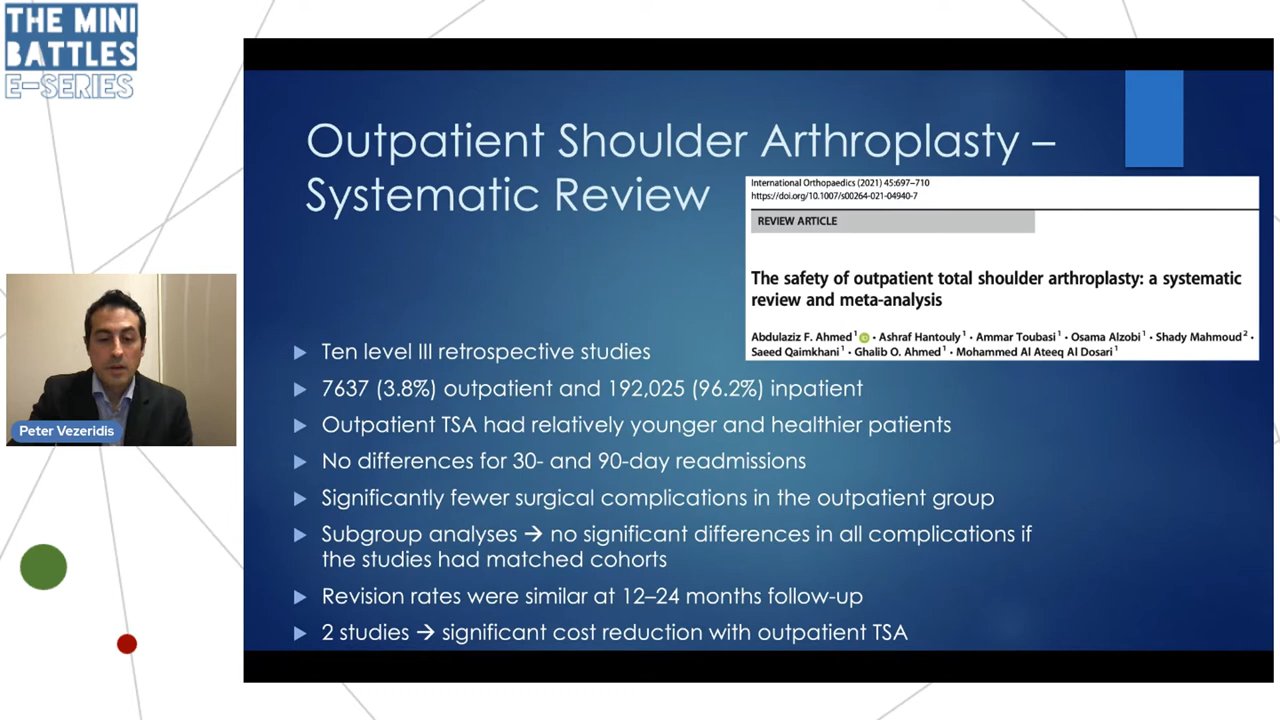 THE MINI
BATTLES
E-SERIES
Outpatient Shoulder Arthroplasty –
Systematic Review
International Orthopaedics (2021) 45:697–710
https://doi.org/10.1007/s00264-021-04940-7
REVIEW ARTICLE
The safety of outpatient total shoulder arthroplasty: a systematic
review and meta-analysis
Abdulaziz F. Ahmed1 iD • Ashraf Hantouly1 • Ammar Toubasi1 • Osama Alzobi1 • Shady Mahmoud2 •
Saeed Qaimkhani1 • Ghalib O. Ahmed1 • Mohammed Al Ateeq Al Dosari1
Ten level III retrospective studies
7637 (3.8%) outpatient and 192,025 (96.2%) inpatient
Outpatient TSA had relatively younger and healthier patients
No differences for 30- and 90-day readmissions
Significantly fewer surgical complications in the outpatient group
Subgroup analyses → no significant differences in all complications if
the studies had matched cohorts
Revision rates were similar at 12–24 months follow-up
2 studies → significant cost reduction with outpatient TSA
Peter Vezeridis